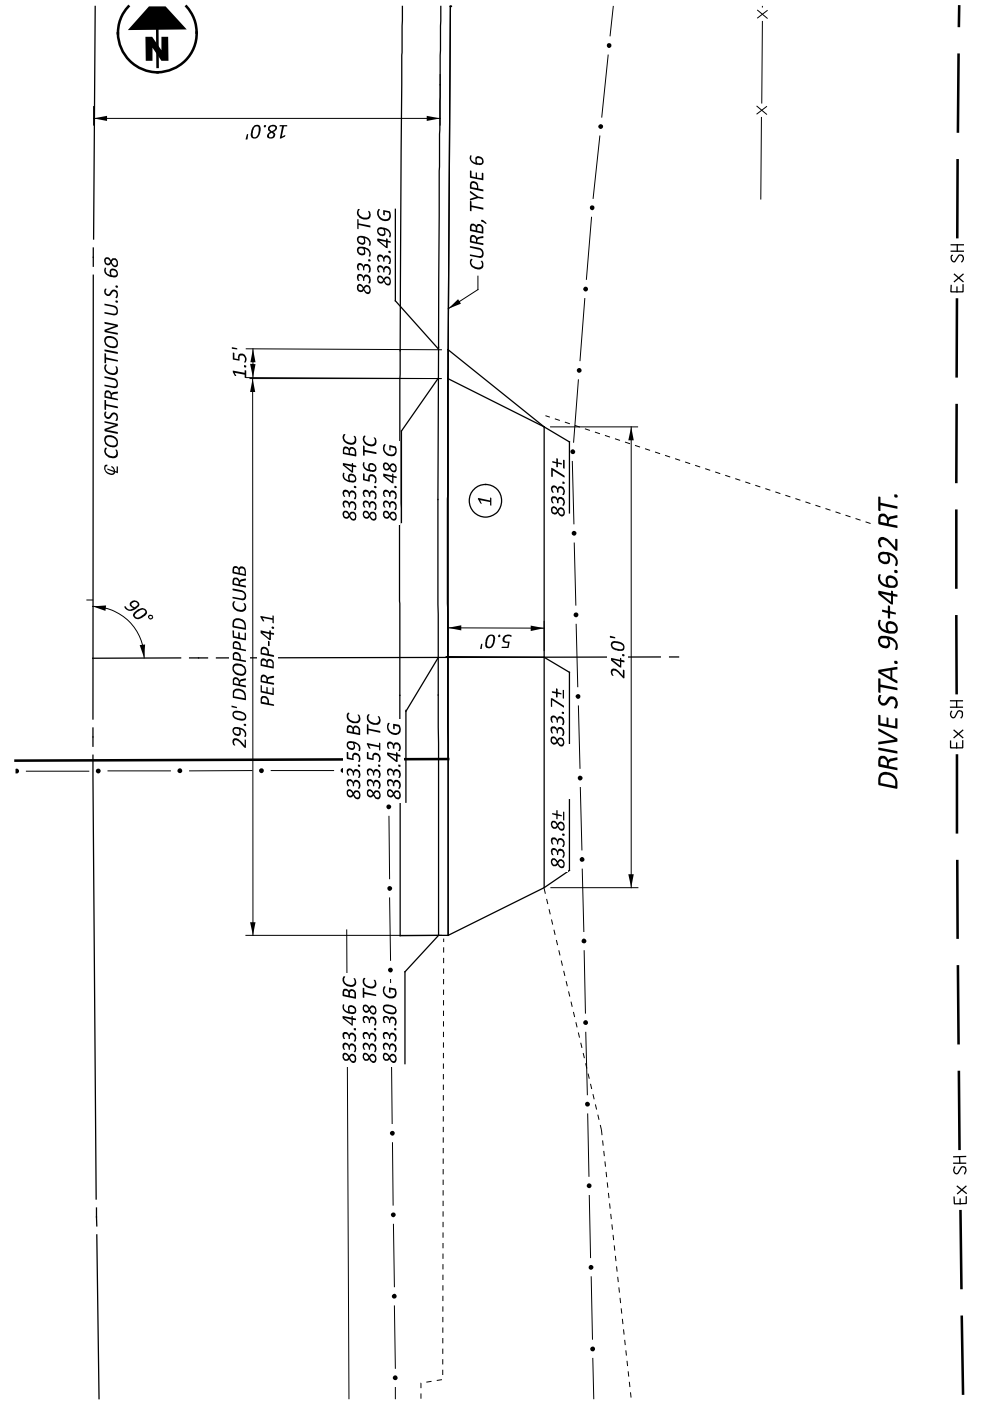 N
18.0'
℄ CONSTRUCTION U.S. 68
90°
1.5'
29.0' DROPPED CURB
PER BP-4.1
833.99 TC
833.49 G
CURB, TYPE 6
833.64 BC
833.56 TC
833.48 G
1
833.7±
5.0'
24.0'
833.59 BC
833.51 TC
833.43 G
833.7±
833.8±
833.46 BC
833.38 TC
833.30 G
DRIVE STA. 96+46.92 RT.
X
X
Ex SH
Ex SH
Ex SH